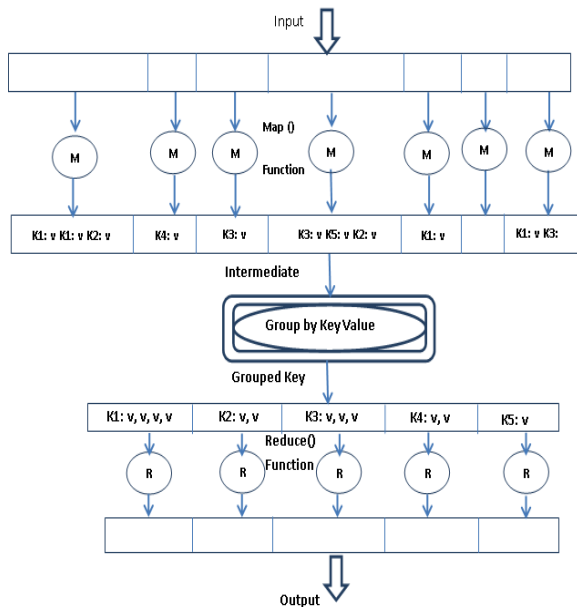 Input
Map ()
M M M M M M M
Function
K1: v K1: v K2: v K4: v K3: v K3: v K5: v K2: v K1: v K1: v K3:
Intermediate
Group by Key Value
Grouped Key
K1: v, v, v, v K2: v, v K3: v, v, v K4: v, v K5: v
Reduce()
Function
R R R R R
Output